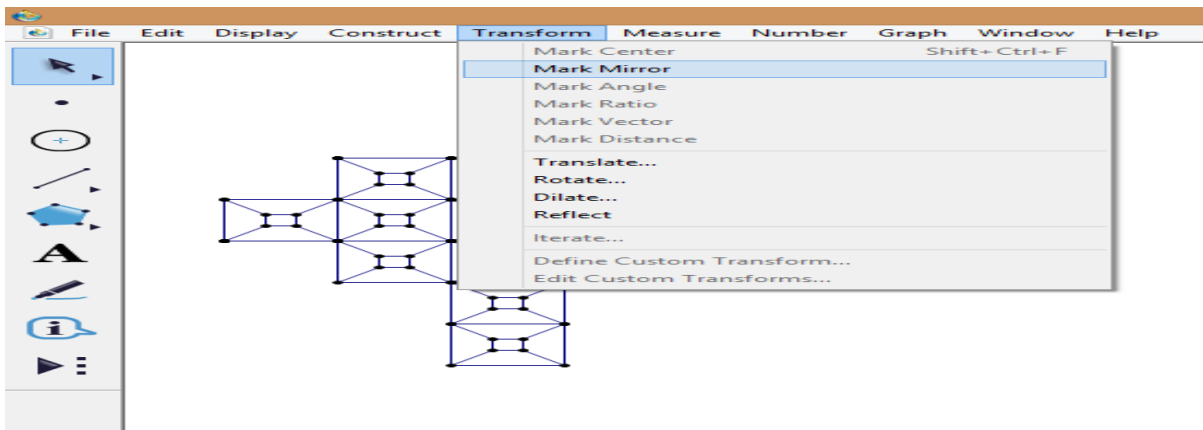 File Edit Display Construct Transform Measure Number Graph Window Help
Mark Center Shift+Ctrl+F
Mark Mirror
Mark Angle
Mark Ratio
Mark Vector
Mark Distance
Translate...
Rotate...
Dilate...
Reflect
Iterate...
Define Custom Transform...
Edit Custom Transforms...
A
i